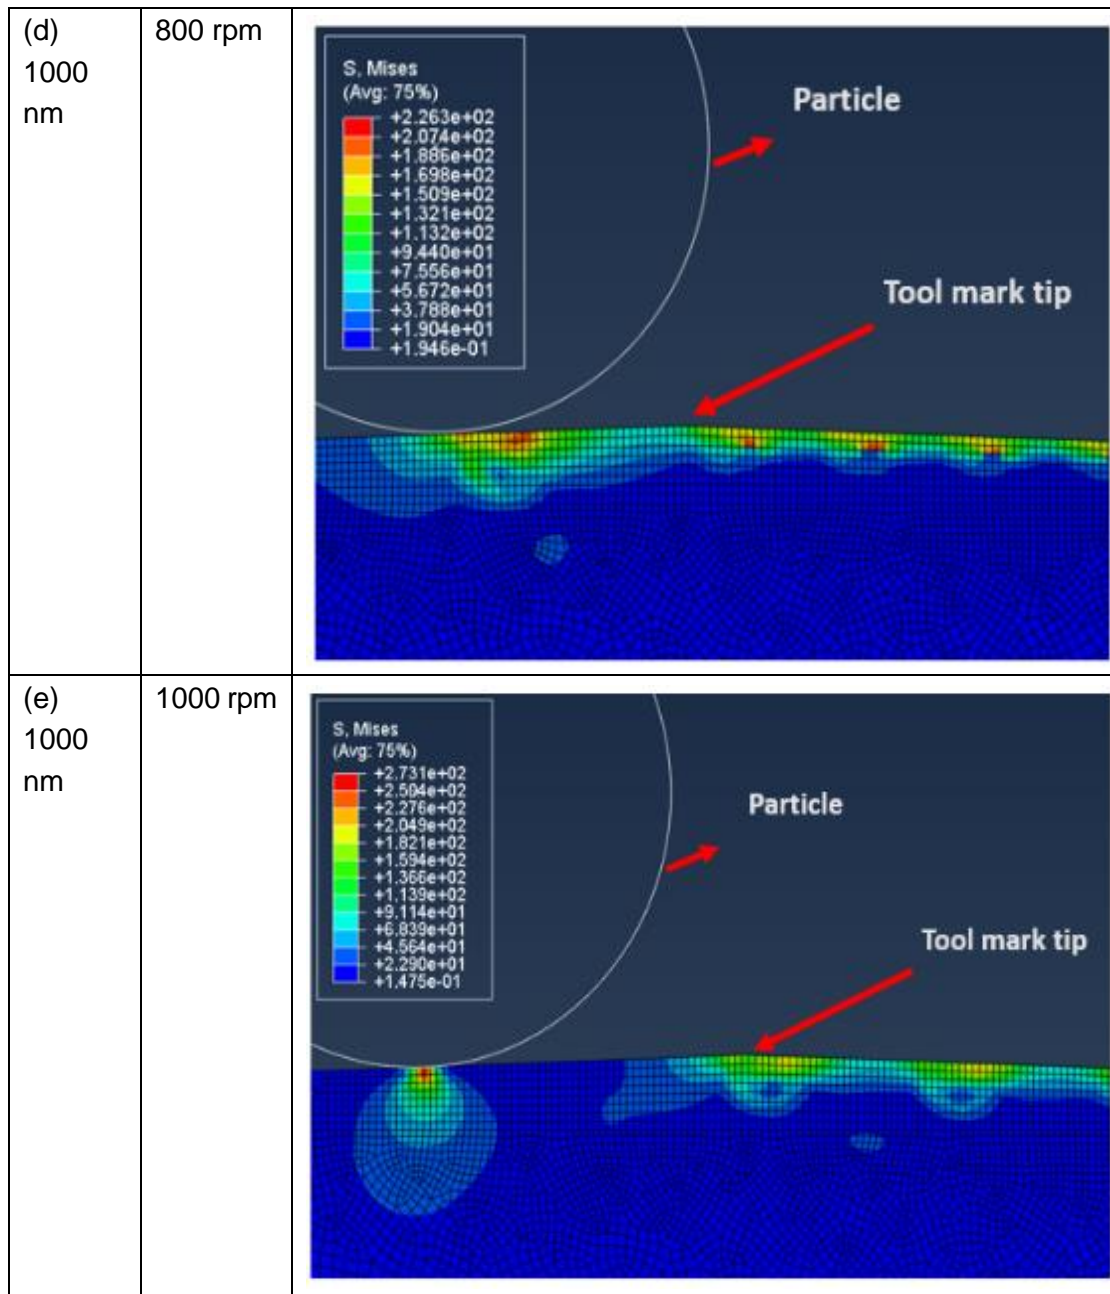 (d)
1000
nm
800 rpm
S, Mises
(Avg: 75%)
+2.263e+02
+2.074e+02
+1.886e+02
+1.698e+02
+1.509e+02
+1.321e+02
+1.132e+02
+9.440e+01
+7.556e+01
+5.672e+01
+3.788e+01
+1.904e+01
+1.946e-01
Particle
Tool mark tip
(e)
1000
nm
1000 rpm
S, Mises
(Avg: 75%)
+2.731e+02
+2.504e+02
+2.276e+02
+2.049e+02
+1.821e+02
+1.594e+02
+1.366e+02
+1.139e+02
+9.114e+01
+6.839e+01
+4.564e+01
+2.290e+01
+1.475e-01
Particle
Tool mark tip